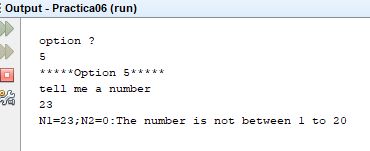 Output - Practica06 (run)
option ?
5
*****Option 5*****
tell me a number
23
N1=23;N2=0:The number is not between 1 to 20